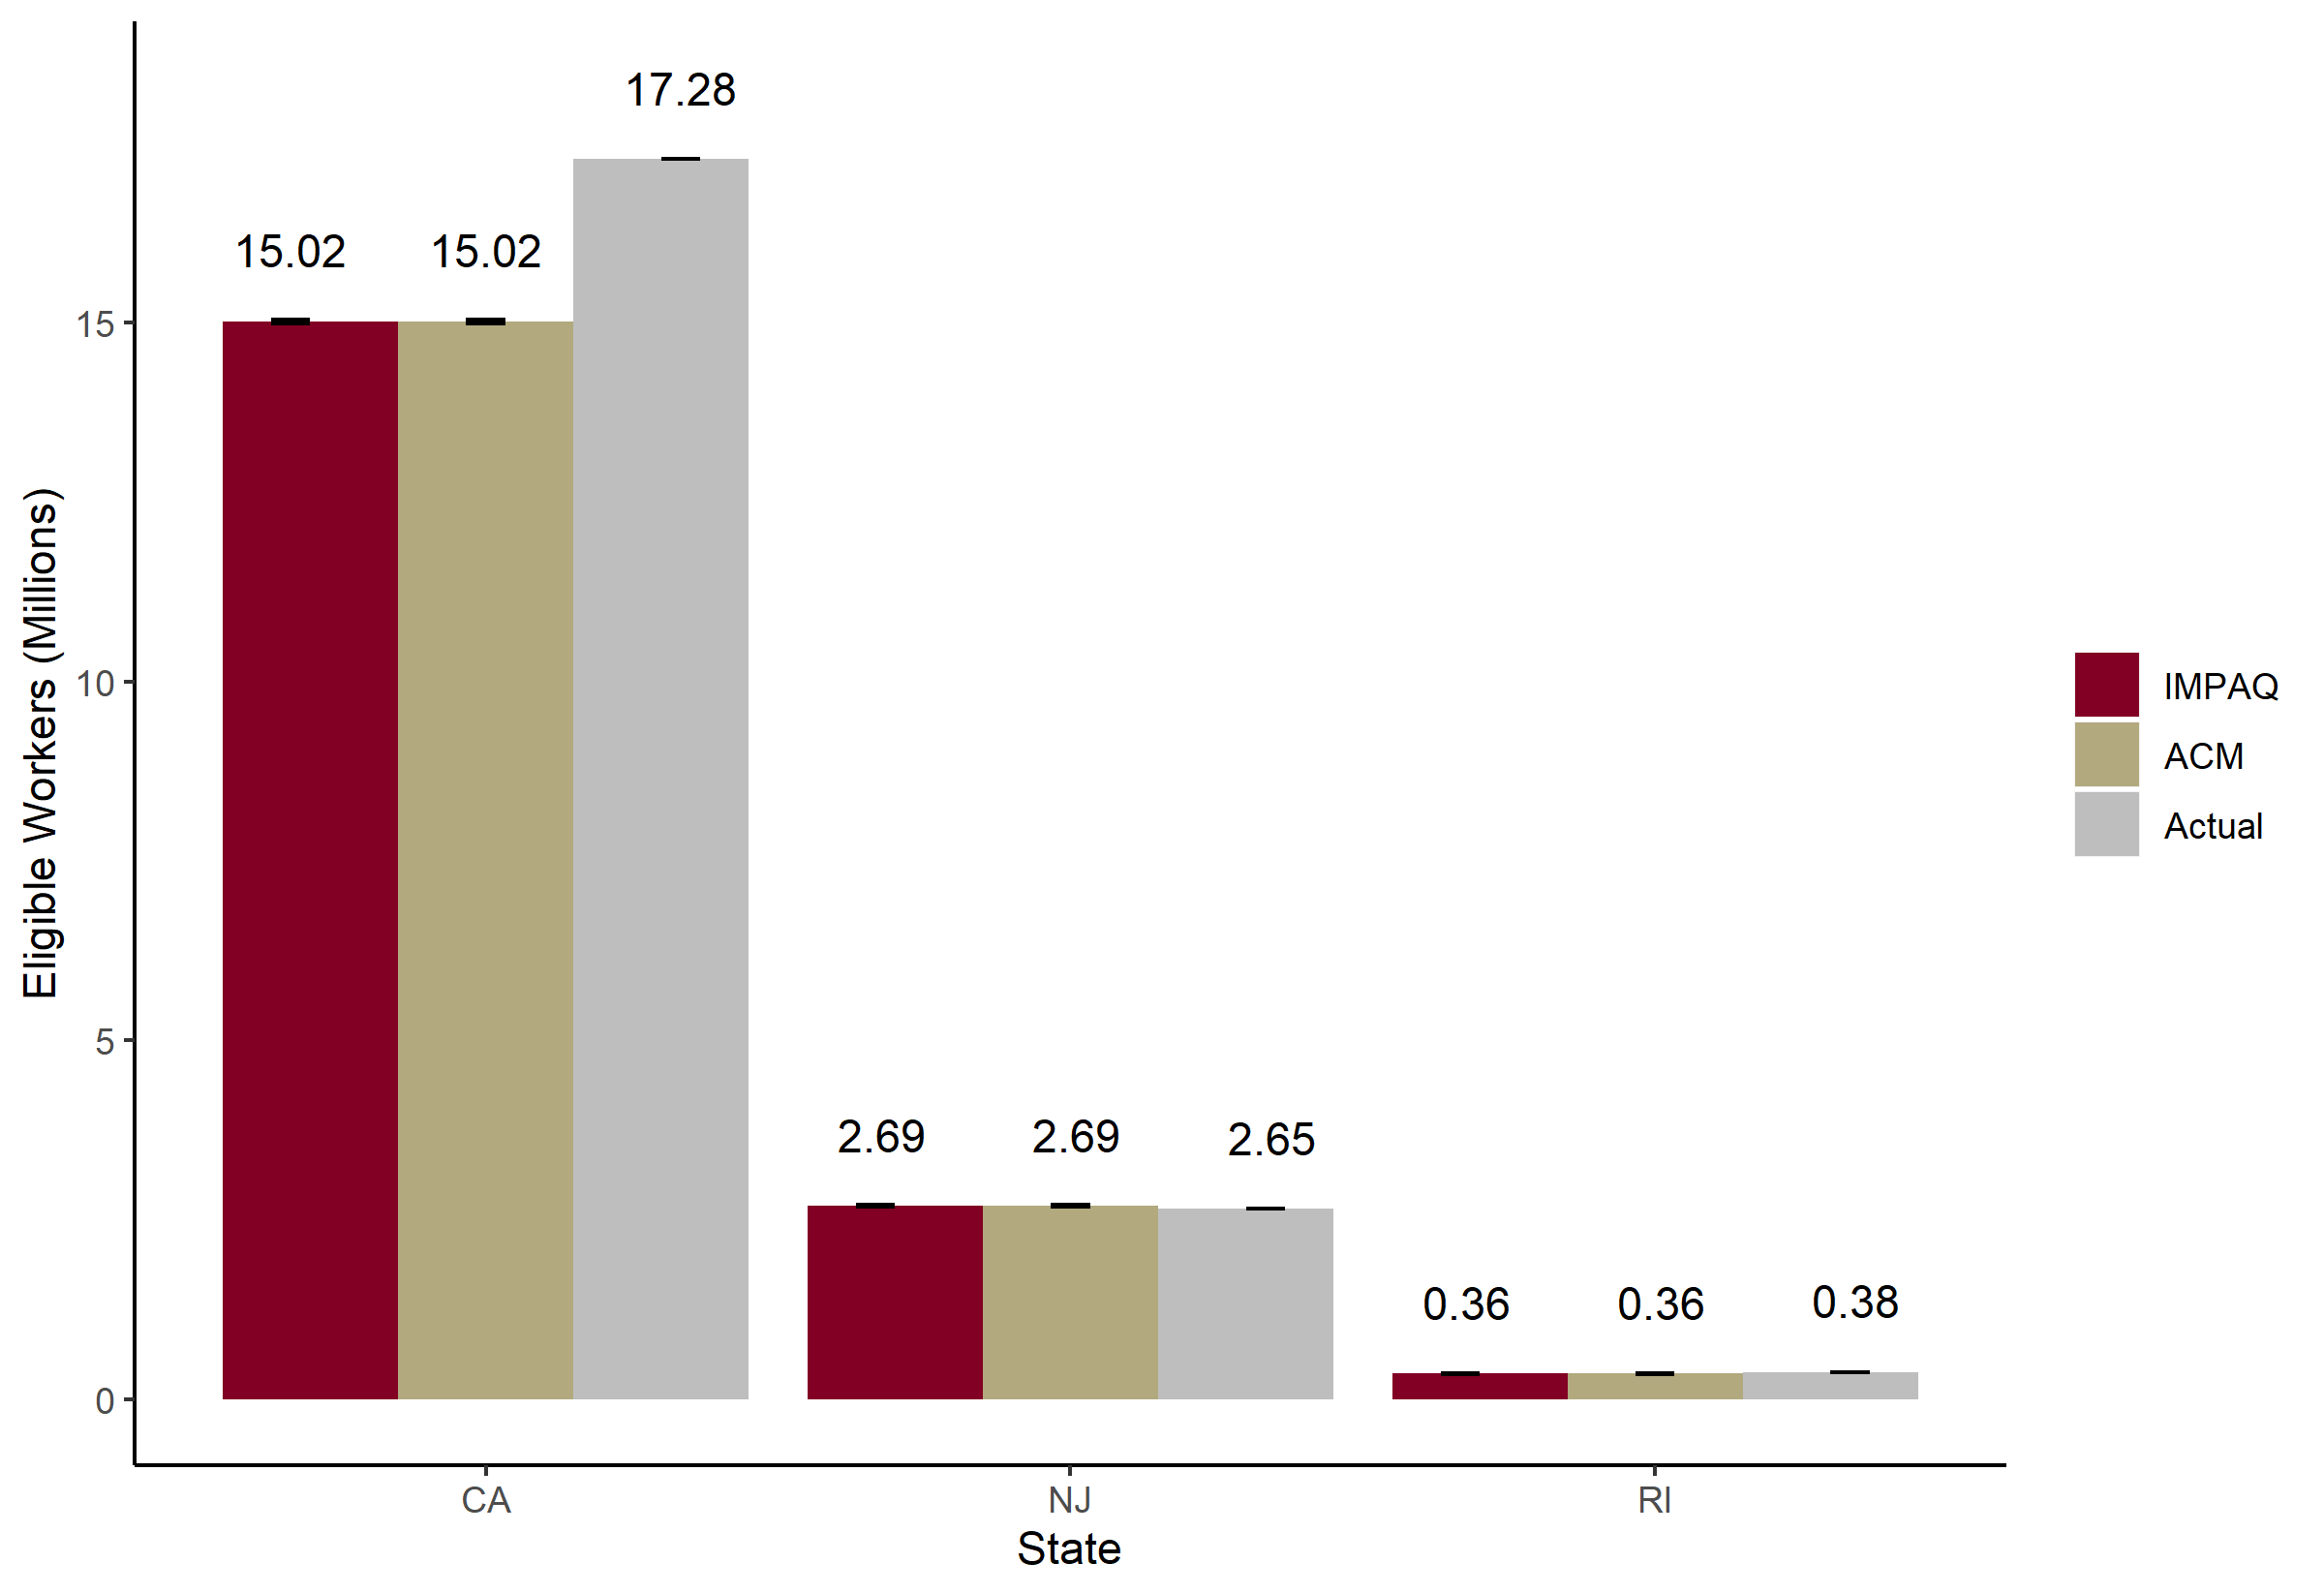 17.28
15.02 15.02
15
10
5
0
Eligible Workers (Millions)
2.69 2.69 2.65
0.36 0.36 0.38
CA NJ RI
State
IMPAQ
ACM
Actual